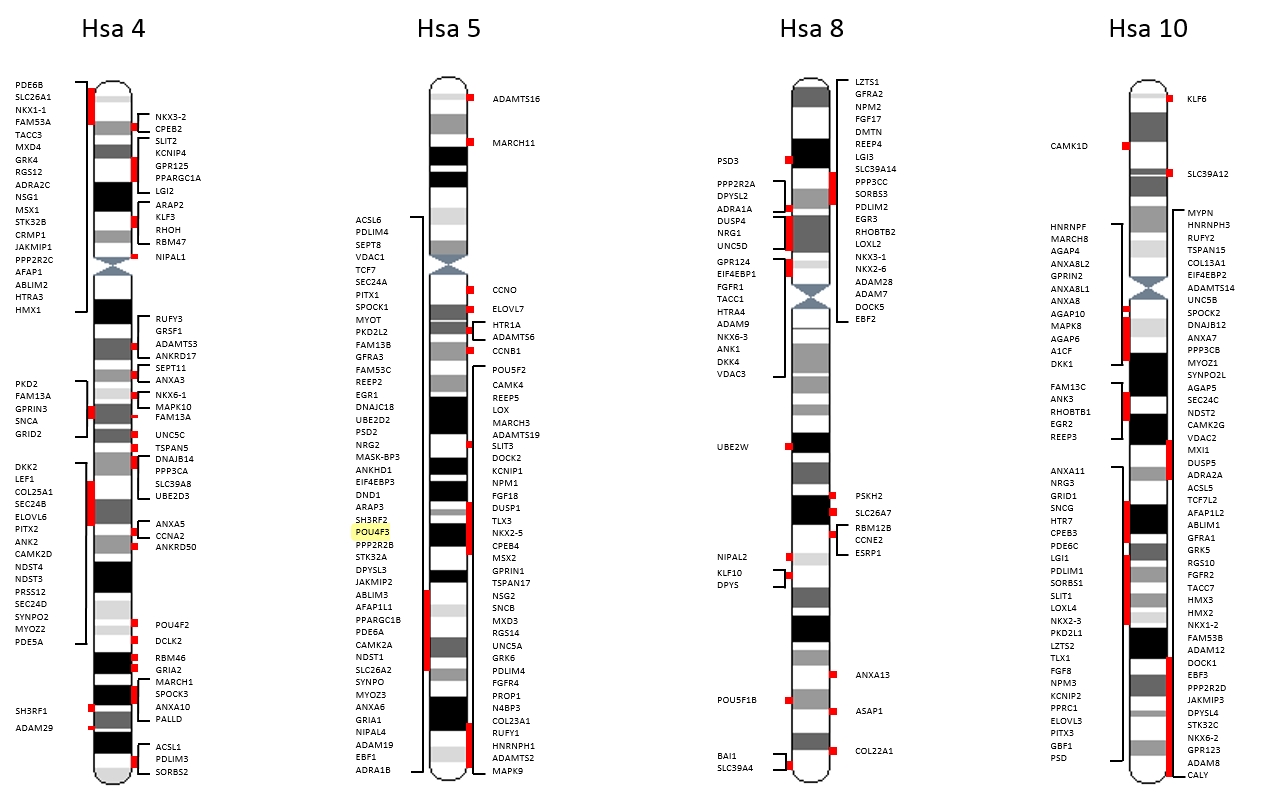 Hsa 4
PDE6B
SLC26A1
NKX1-1
FAM53A
TACC3
MXD4
GRK4
RGS12
ADRA2C
NSG1
MSX1
STK32B
CRMP1
JAKMIP1
PPP2R2C
AFAP1
ABLIM2
HTRA3
HMX1
PKD2
FAM13A
GPRIN3
SNCA
GRID2
DKK2
LEF1
COL25A1
SEC24B
ELOVL6
PITX2
ANK2
CAMK2D
NDST4
NDST3
PRSS12
SEC24D
SYNPO2
MYOZ2
PDE5A
SH3RF1
ADAM29
NKX3-2
CPEB2
SLIT2
KCNIP4
GPR125
PPARGC1A
LGI2
ARAP2
KLF3
RHOH
RBM47
NIPAL1
RUFY3
GRSF1
ADAMTS3
ANKRD17
SEPT11
ANXA3
NKX6-1
MAPK10
FAM13A
UNC5C
TSPAN5
DNAJB14
PPP3CA
SLC39A8
UBE2D3
ANXA5
CCNA2
ANKRD50
POU4F2
DCLK2
RBM46
GRIA2
MARCH1
SPOCK3
ANXA10
PALLD
ACSL1
PDLIM3
SORBS2
Hsa 5
ACSL6
PDLIM4
SEPT8
VDAC1
TCF7
SEC24A
PITX1
SPOCK1
MYOT
PKD2L2
FAM13B
GFRA3
FAM53C
REEP2
EGR1
DNAJC18
UBE2D2
PSD2
NRG2
MASK-BP3
ANKHD1
EIF4EBP3
DND1
ARAP3
SH3RF2
POU4F3
PPP2R2B
STK32A
DPYSL3
JAKMIP2
ABLIM3
AFAP1L1
PPARGC1B
PDE6A
CAMK2A
NDST1
SLC26A2
SYNPO
MYOZ3
ANXA6
GRIA1
NIPAL4
ADAM19
EBF1
ADRA1B
ADAMTS16
MARCH11
CCNO
ELOVL7
HTR1A
ADAMTS6
CCNB1
POU5F2
CAMK4
REEP5
LOX
MARCH3
ADAMTS19
SLIT3
DOCK2
KCNIP1
NPM1
FGF18
DUSP1
TLX3
NKX2-5
CPEB4
MSX2
GPRIN1
TSPAN17
NSG2
SNCB
MXD3
RGS14
UNC5A
GRK6
PDLIM4
FGFR4
PROP1
N4BP3
COL23A1
RUFY1
HNRNPH1
ADAMTS2
MAPK9
Hsa 8
PSD3
PPP2R2A
DPYSL2
ADRA1A
DUSP4
NRG1
UNC5D
GPR124
EIF4EBP1
FGFR1
TACC1
HTRA4
ADAM9
NKX6-3
ANK1
DKK4
VDAC3
UBE2W
NIPAL2
KLF10
DPYS
POU5F1B
BAI1
SLC39A4
LZTS1
GFRA2
NPM2
FGF17
DMTN
REEP4
LGI3
SLC39A14
PPP3CC
SORBS3
PDLIM2
EGR3
RHOBTB2
LOXL2
NKX3-1
NKX2-6
ADAM28
ADAM7
DOCK5
EBF2
PSKH2
SLC26A7
RBM12B
CCNE2
ESRP1
ANXA13
ASAP1
COL22A1
Hsa 10
CAMK1D
HNRNPF
MARCH8
AGAP4
ANXA8L2
GPRIN2
ANXA8L1
ANXA8
AGAP10
MAPK8
AGAP6
A1CF
DKK1
FAM13C
ANK3
RHOBTB1
EGR2
REEP3
ANXA11
NRG3
GRID1
SNCG
HTR7
CPEB3
PDE6C
LGI1
PDLIM1
SORBS1
SLIT1
LOXL4
NKX2-3
PKD2L1
LZTS2
TLX1
FGF8
NPM3
KCNIP2
PPRC1
ELOVL3
PITX3
GBF1
PSD
KLF6
SLC39A12
MYPN
HNRNPH3
RUFY2
TSPAN15
COL13A1
EIF4EBP2
ADAMTS14
UNC5B
SPOCK2
DNAJB12
ANXA7
PPP3CB
MYOZ1
SYNPO2L
AGAP5
SEC24C
NDST2
CAMK2G
VDAC2
MXI1
DUSP5
ADRA2A
ACSL5
TCF7L2
AFAP1L2
ABLIM1
GFRA1
GRK5
RGS10
FGFR2
TACC7
HMX3
HMX2
NKX1-2
FAM53B
ADAM12
DOCK1
EBF3
PPP2R2D
JAKMIP3
DPYSL4
STK32C
NKX6-2
GPR123
ADAM8
CALY